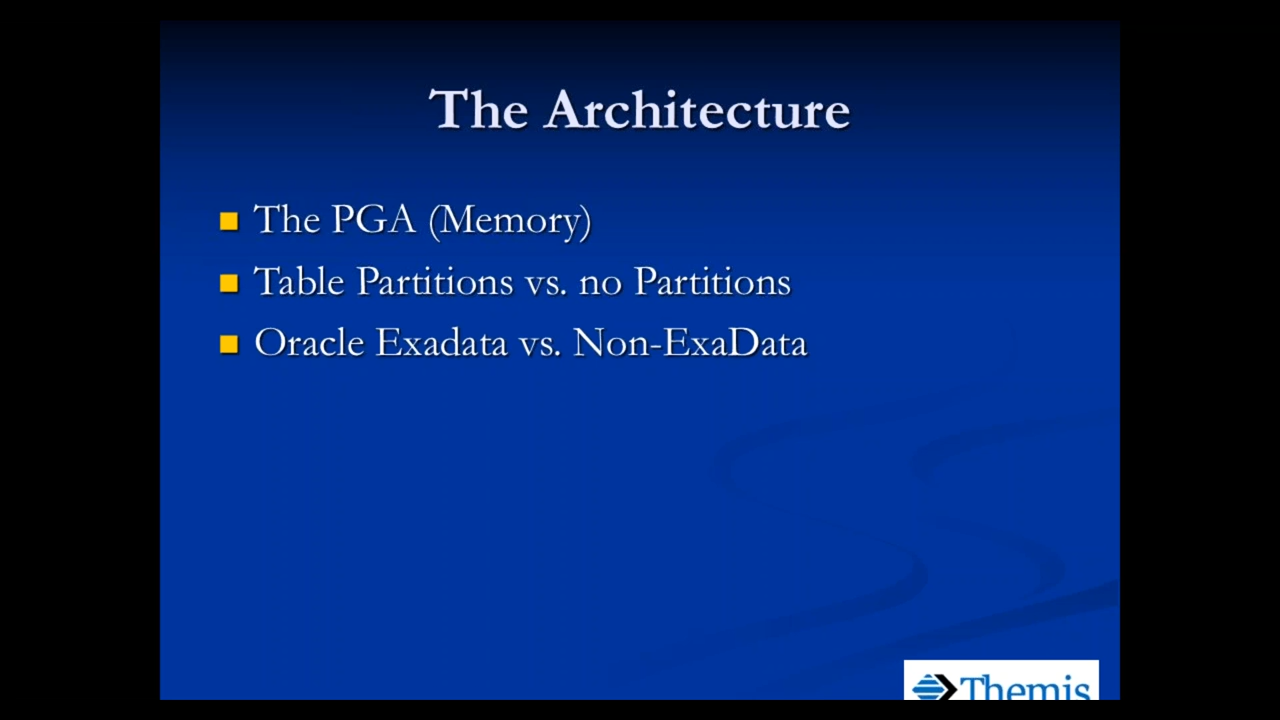 The Architecture
The PGA (Memory)
Table Partitions vs. no Partitions
Oracle Exadata vs. Non-ExaData
Themis